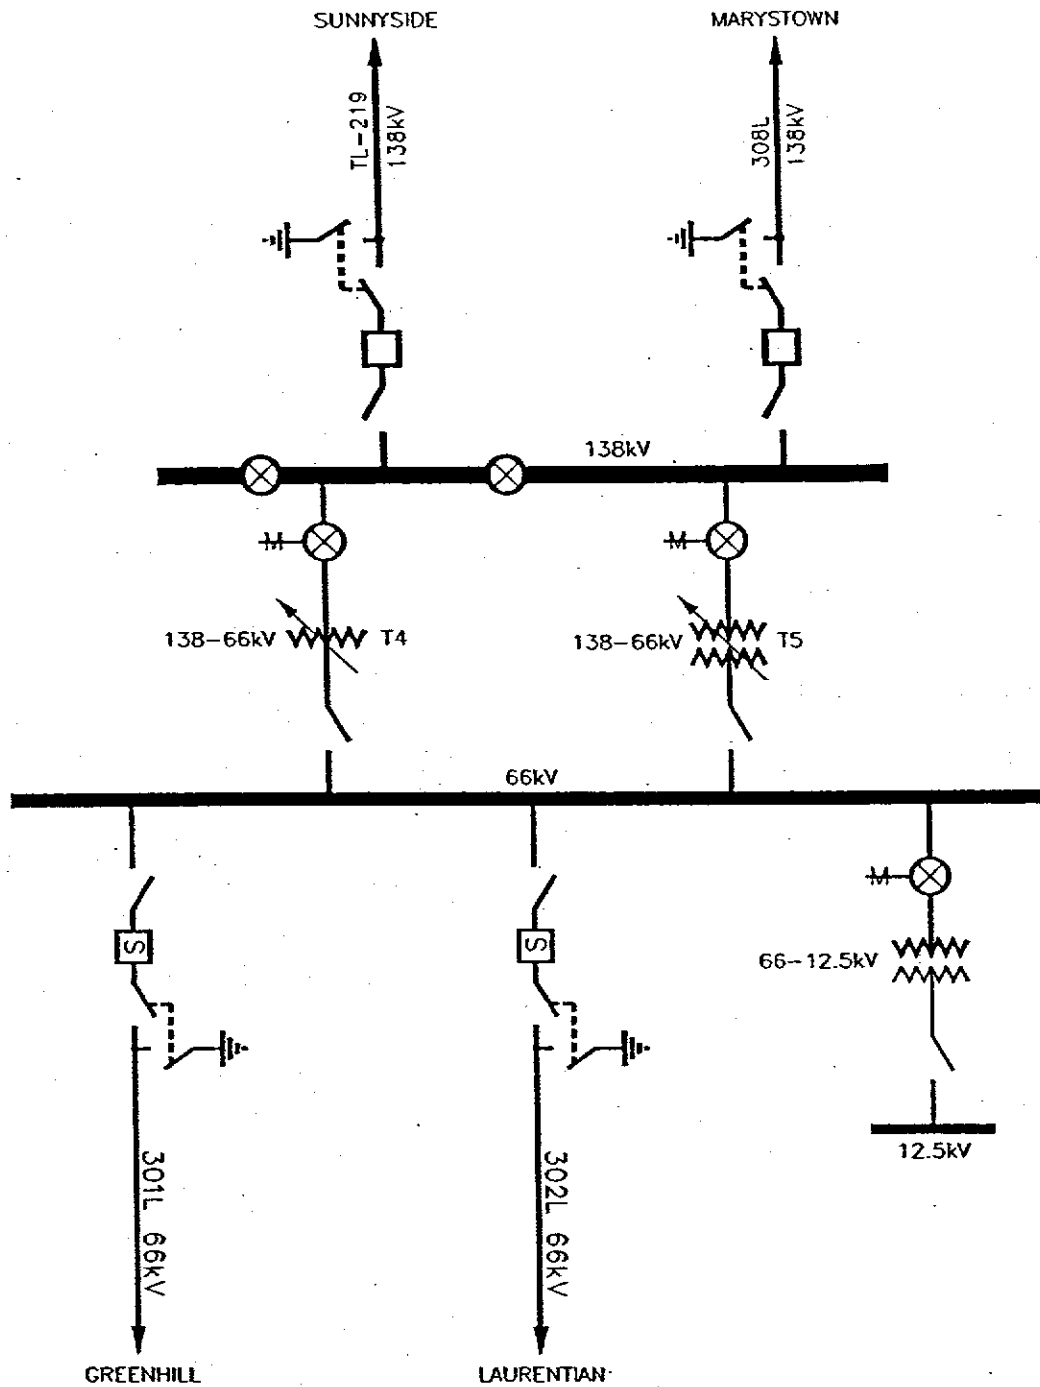 SUNNYSIDE
MARYSTOWN
TL-219
138kV
308L
138kV
138kV
M
M
138-66kV
T4
138-66kV
T5
66kV
M
S
S
66-12.5kV
12.5kV
301L 66kV
302L 66kV
GREENHILL
LAURENTIAN